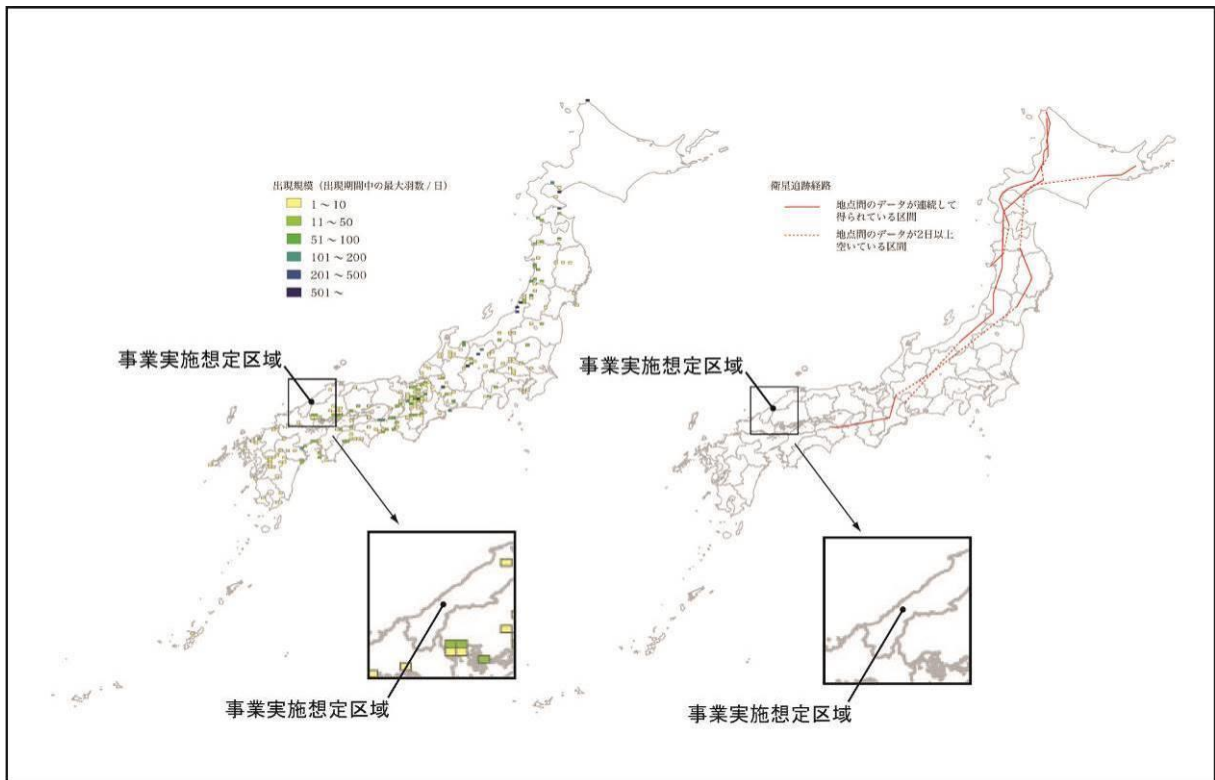 出現規模（出現期間中の最大羽数 / 日）
1～10
11～50
51～100
101～200
201～500
501～
事業実施想定区域
事業実施想定区域
衛星追跡経路
地点間のデータが連続して
得られている区間
地点間のデータが2日以上
空いている区間
事業実施想定区域
事業実施想定区域